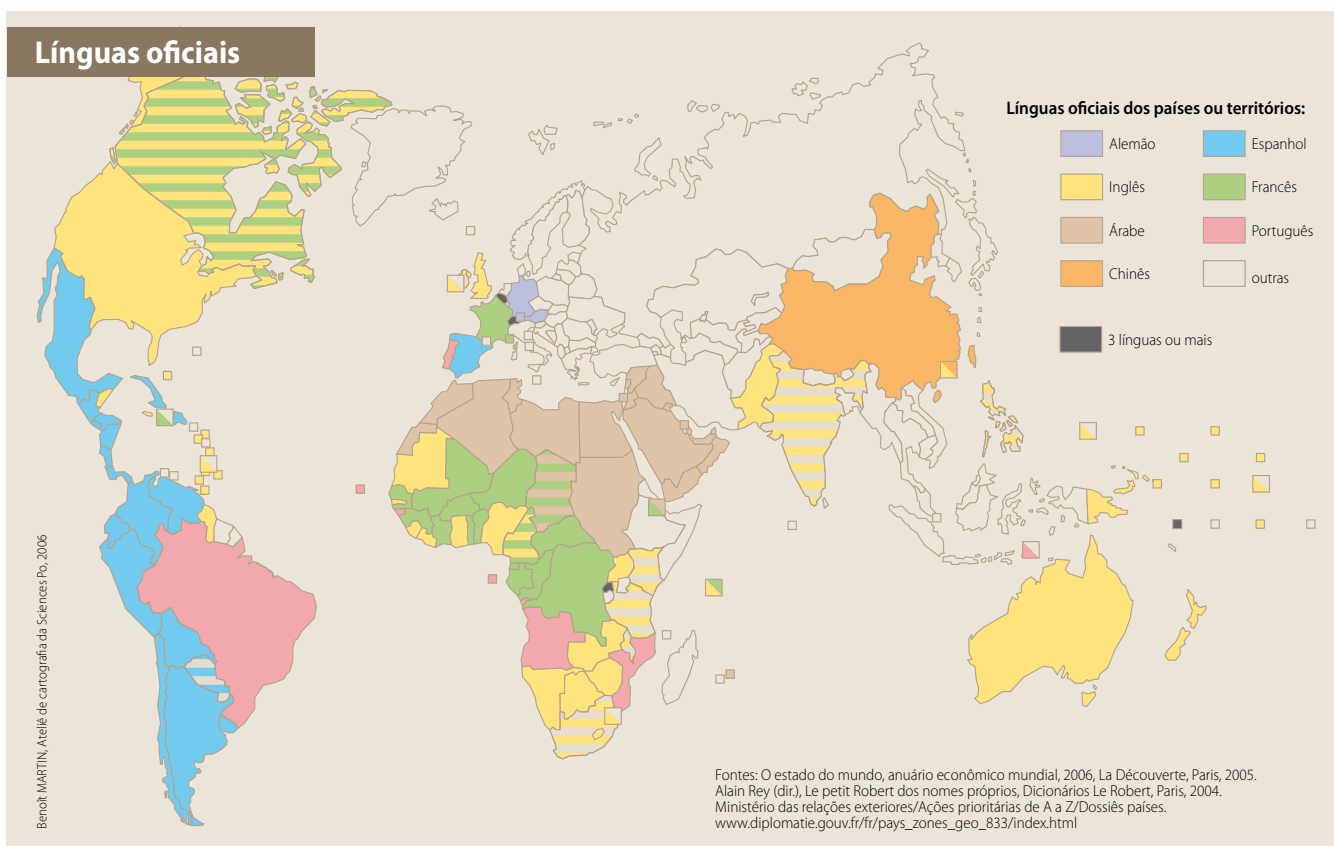 Línguas oficiais
Línguas oficiais dos países ou territórios:
Alemão
Espanhol
Inglês
Francês
Árabe
Português
Chinês
outras
3 línguas ou mais
Benoît MARTIN, Ateliê de cartografia da Sciences Po, 2006
Fontes: O estado do mundo, anuário econômico mundial, 2006, La Découverte, Paris, 2005.
Alain Rey (dir.), Le petit Robert dos nomes próprios, Dicionários Le Robert, Paris, 2004.
Ministério das relações exteriores/Ações prioritárias de A a Z/Dossiês países.
www.diplomatie.gouv.fr/fr/pays_zones_geo_833/index.html